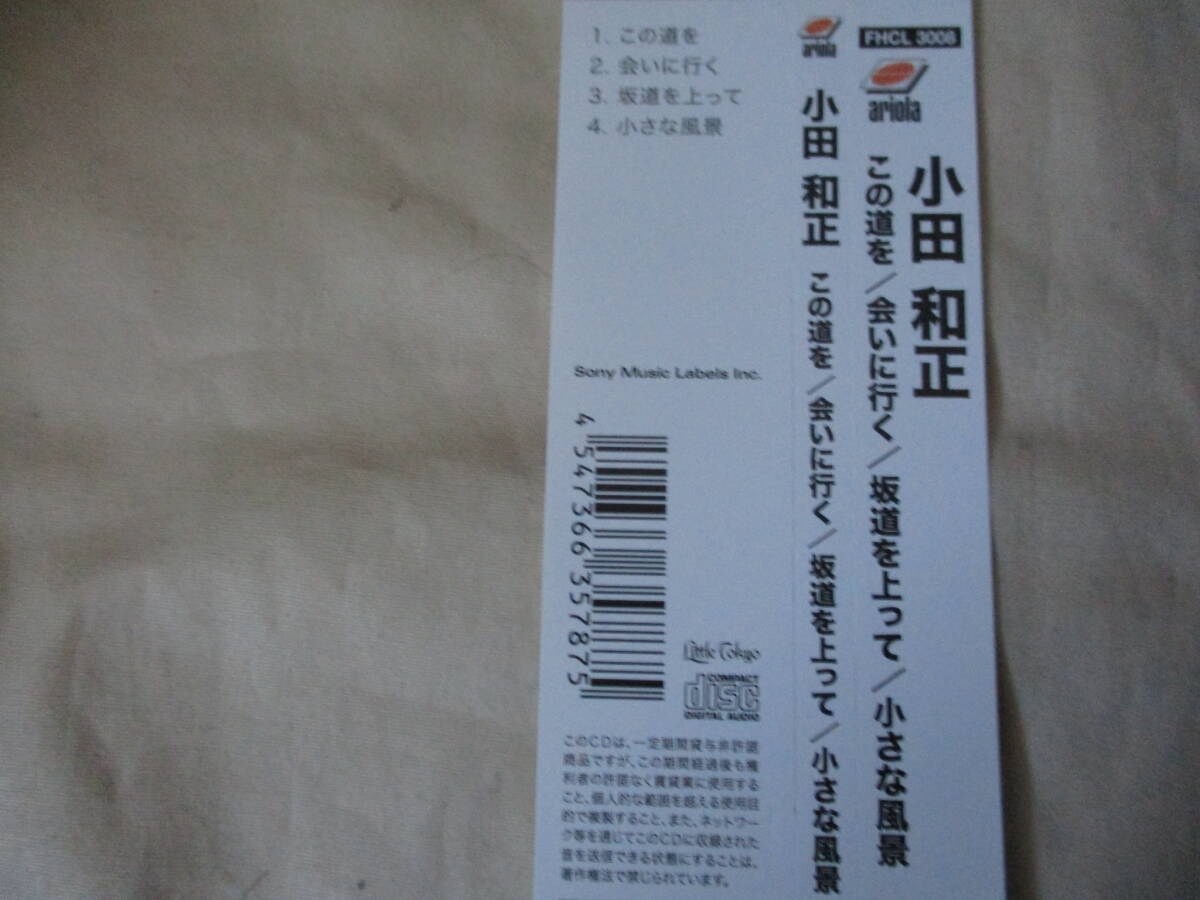 1. この道を
2. 会いに行く
3. 坂道を上って
4. 小さな風景
Sony Music Labels Inc.
4 547366 357875
Little Tokyo
COMPACT
disc
DIGITAL AUDIO
このCDは、一定期間貸与非許諾
商品ですが、この期間経過後も権
利者の許諾なく賃貸業に使用する
こと、個人的な範囲を超える使用目
的で複製すること、また、ネットワー
ク等を通じてこのCDに収録された
音を送信できる状態にすることは、
著作権法で禁じられています。
ariola
小田 和正 この道を/会いに行く/坂道を上って/小さな風景
FHCL 3008
ariola
小田 和正
この道を/会いに行く/坂道を上って/小さな風景